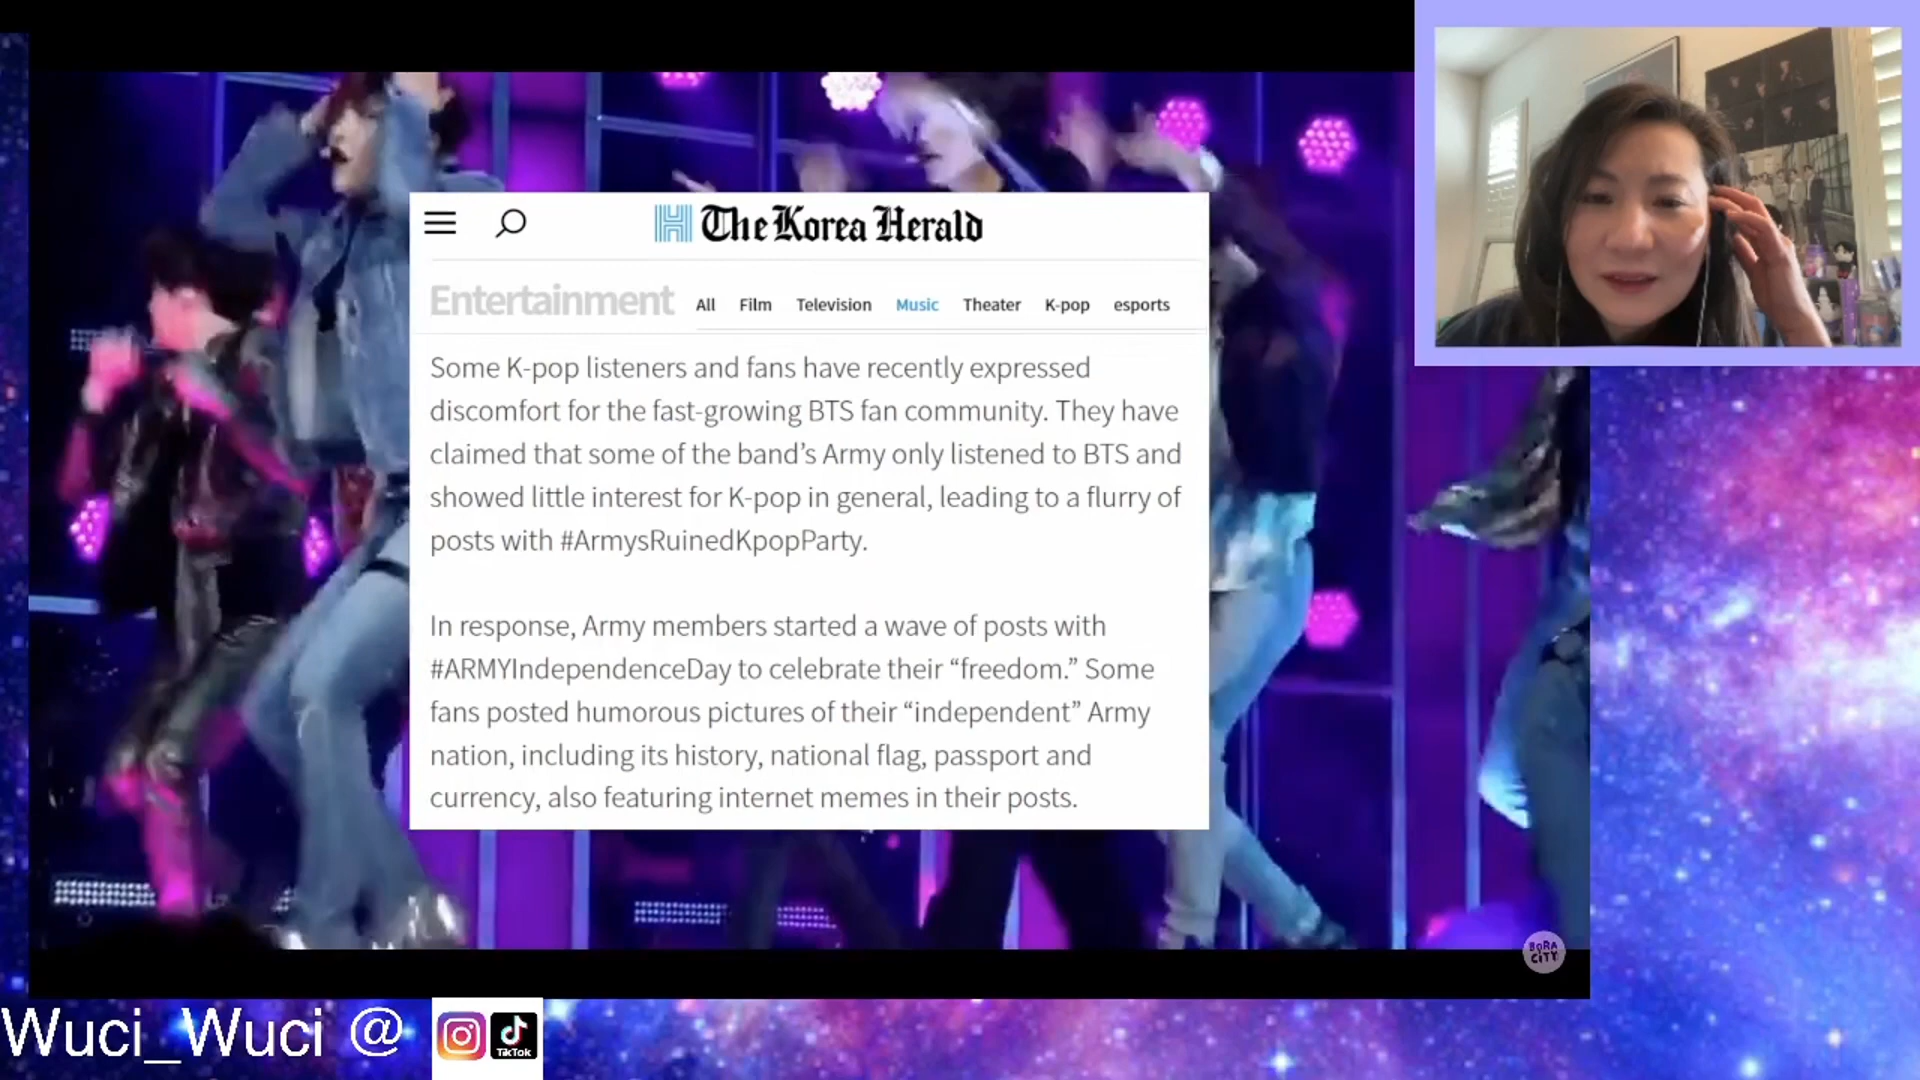 The Korea Herald
Entertainment All Film Television Music Theater K-pop esports
Some K-pop listeners and fans have recently expressed
discomfort for the fast-growing BTS fan community. They have
claimed that some of the band’s Army only listened to BTS and
showed little interest for K-pop in general, leading to a flurry of
posts with #ArmysRuinedKpopParty.
In response, Army members started a wave of posts with
#ARMYIndependenceDay to celebrate their “freedom.” Some
fans posted humorous pictures of their “independent” Army
nation, including its history, national flag, passport and
currency, also featuring internet memes in their posts.
BORA
CITY
Wuci_Wuci @
TikTok